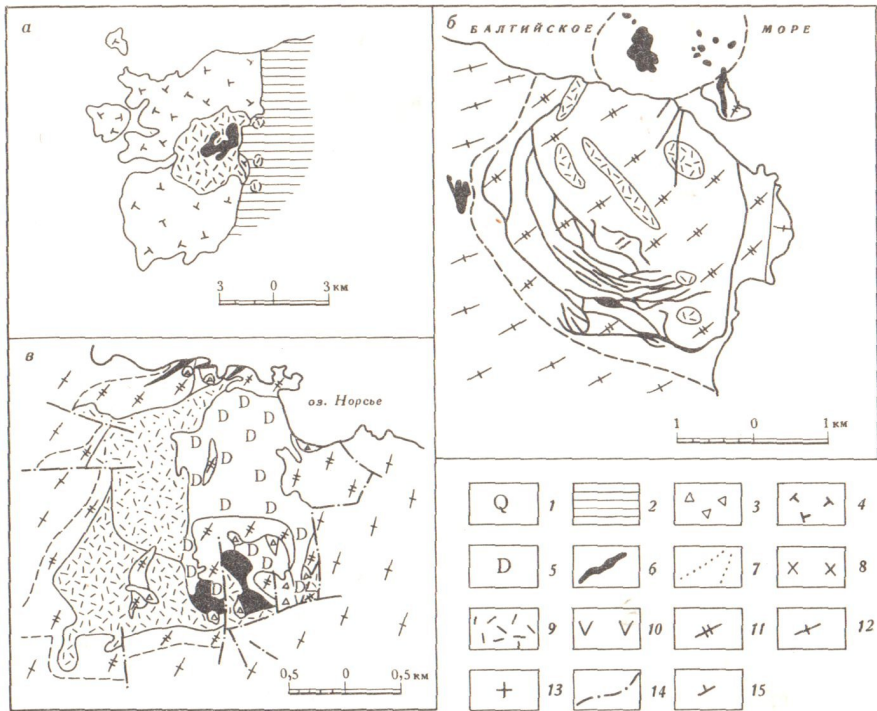 а
б БАЛТИЙСКОЕ МОРЕ
3 0 3 км
в
оз. Норсье
1 0 1 км
D
D
D D
D D
D
D D
D
D D
D
D D
D D
D
0,5 0 0,5 км
Q 1 2 3 4
D 5 6 7 8
9 10 11 12
13 14 15